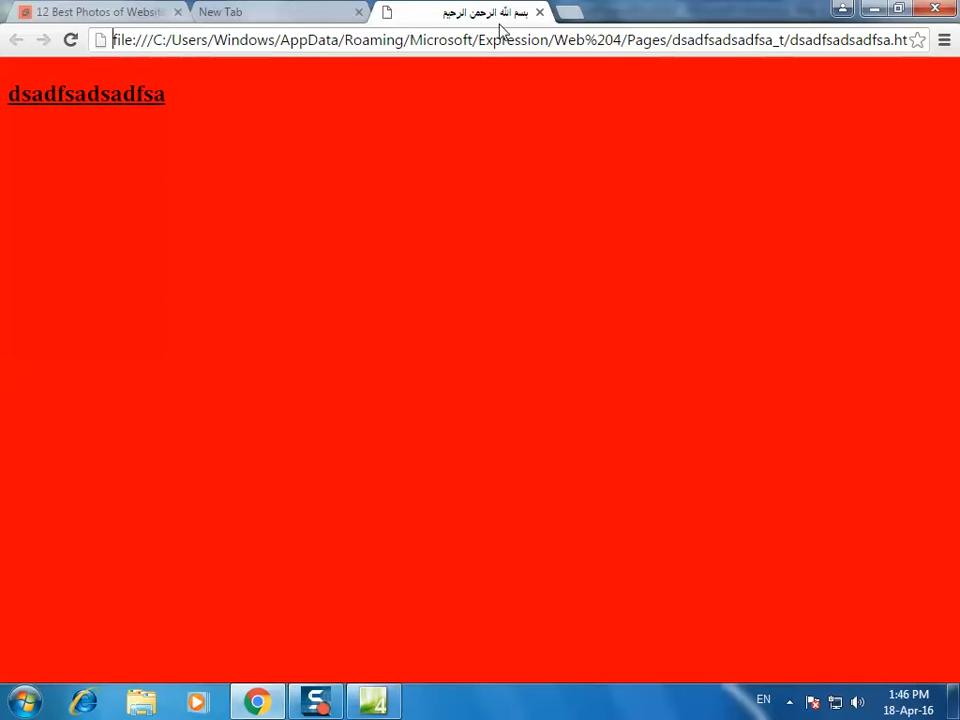 12 Best Photos of Websit
New Tab
بسم الله الرحمن الرحيم
file:///C:/Users/Windows/AppData/Roaming/Microsoft/Expression/Web%204/Pages/dsadfsadsadfsa_t/dsadfsadsadfsa.ht
dsadfsadsadfsa
EN
1:46 PM
18-Apr-16